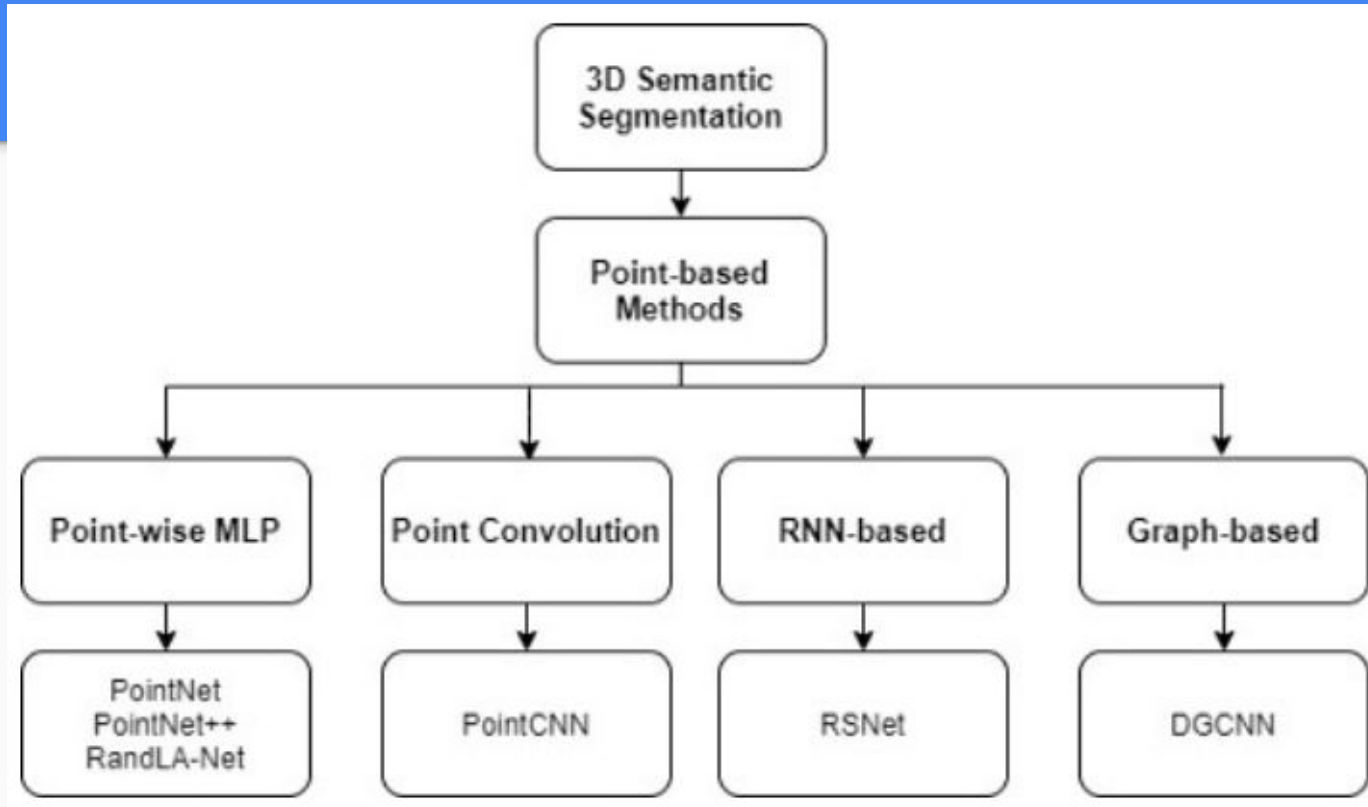 3D Semantic
Segmentation
Point-based
Methods
Point-wise MLP
Point Convolution
RNN-based
Graph-based
PointNet
PointNet++
RandLA-Net
PointCNN
RSNet
DGCNN